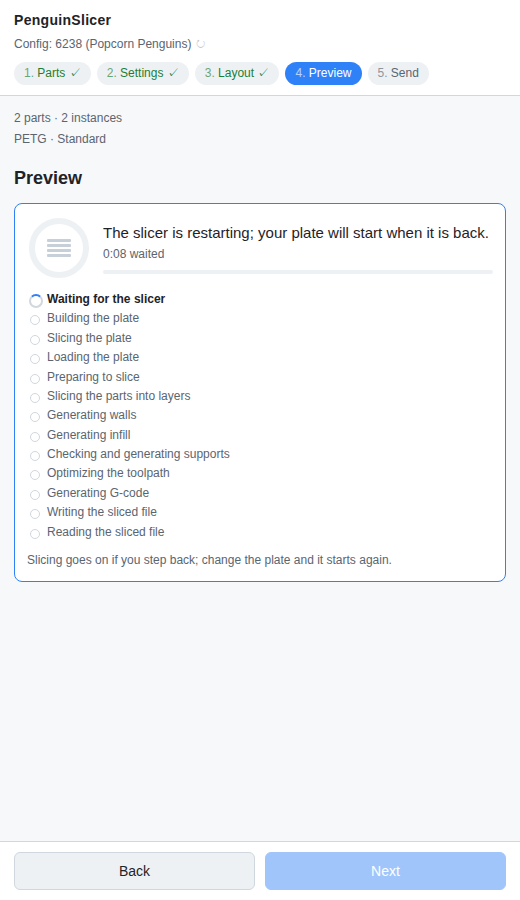 PenguinSlicer
Config: 6238 (Popcorn Penguins)
1. Parts ✓ 2. Settings ✓ 3. Layout ✓ 4. Preview 5. Send
2 parts · 2 instances
PETG · Standard
Preview
The slicer is restarting; your plate will start when it is back.
0:08 waited
Waiting for the slicer
Building the plate
Slicing the plate
Loading the plate
Preparing to slice
Slicing the parts into layers
Generating walls
Generating infill
Checking and generating supports
Optimizing the toolpath
Generating G-code
Writing the sliced file
Reading the sliced file
Slicing goes on if you step back; change the plate and it starts again.
Back Next